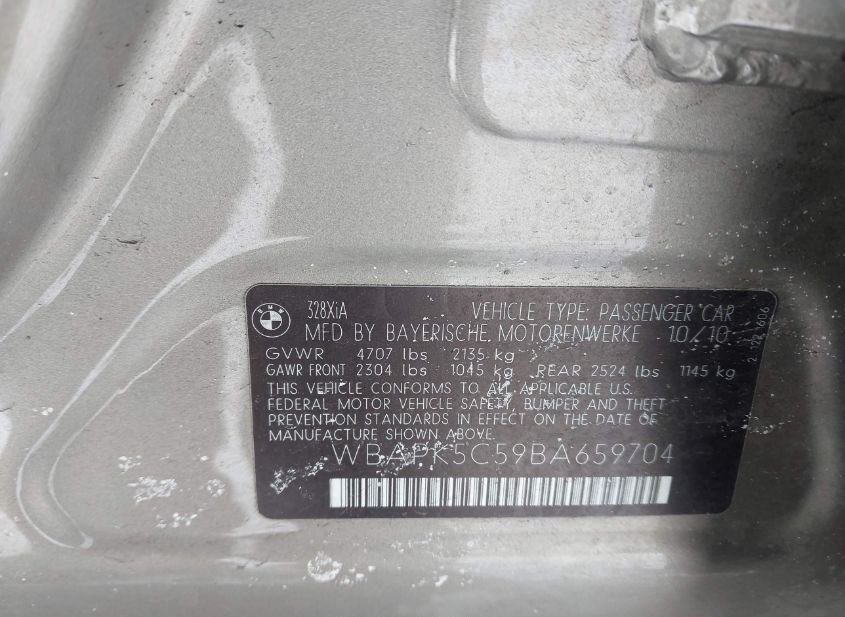 BMW
328XiA
VEHICLE TYPE: PASSENGER CAR
MFD BY BAYERISCHE MOTORENWERKE 10/10
GVWR 4707 lbs 2135 kg
GAWR FRONT 2304 lbs 1045 kg REAR 2524 lbs 1145 kg
THIS VEHICLE CONFORMS TO ALL APPLICABLE U.S.
FEDERAL MOTOR VEHICLE SAFETY, BUMPER AND THEFT
PREVENTION STANDARDS IN EFFECT ON THE DATE OF
MANUFACTURE SHOWN ABOVE.
WBAPK5C59BA659704